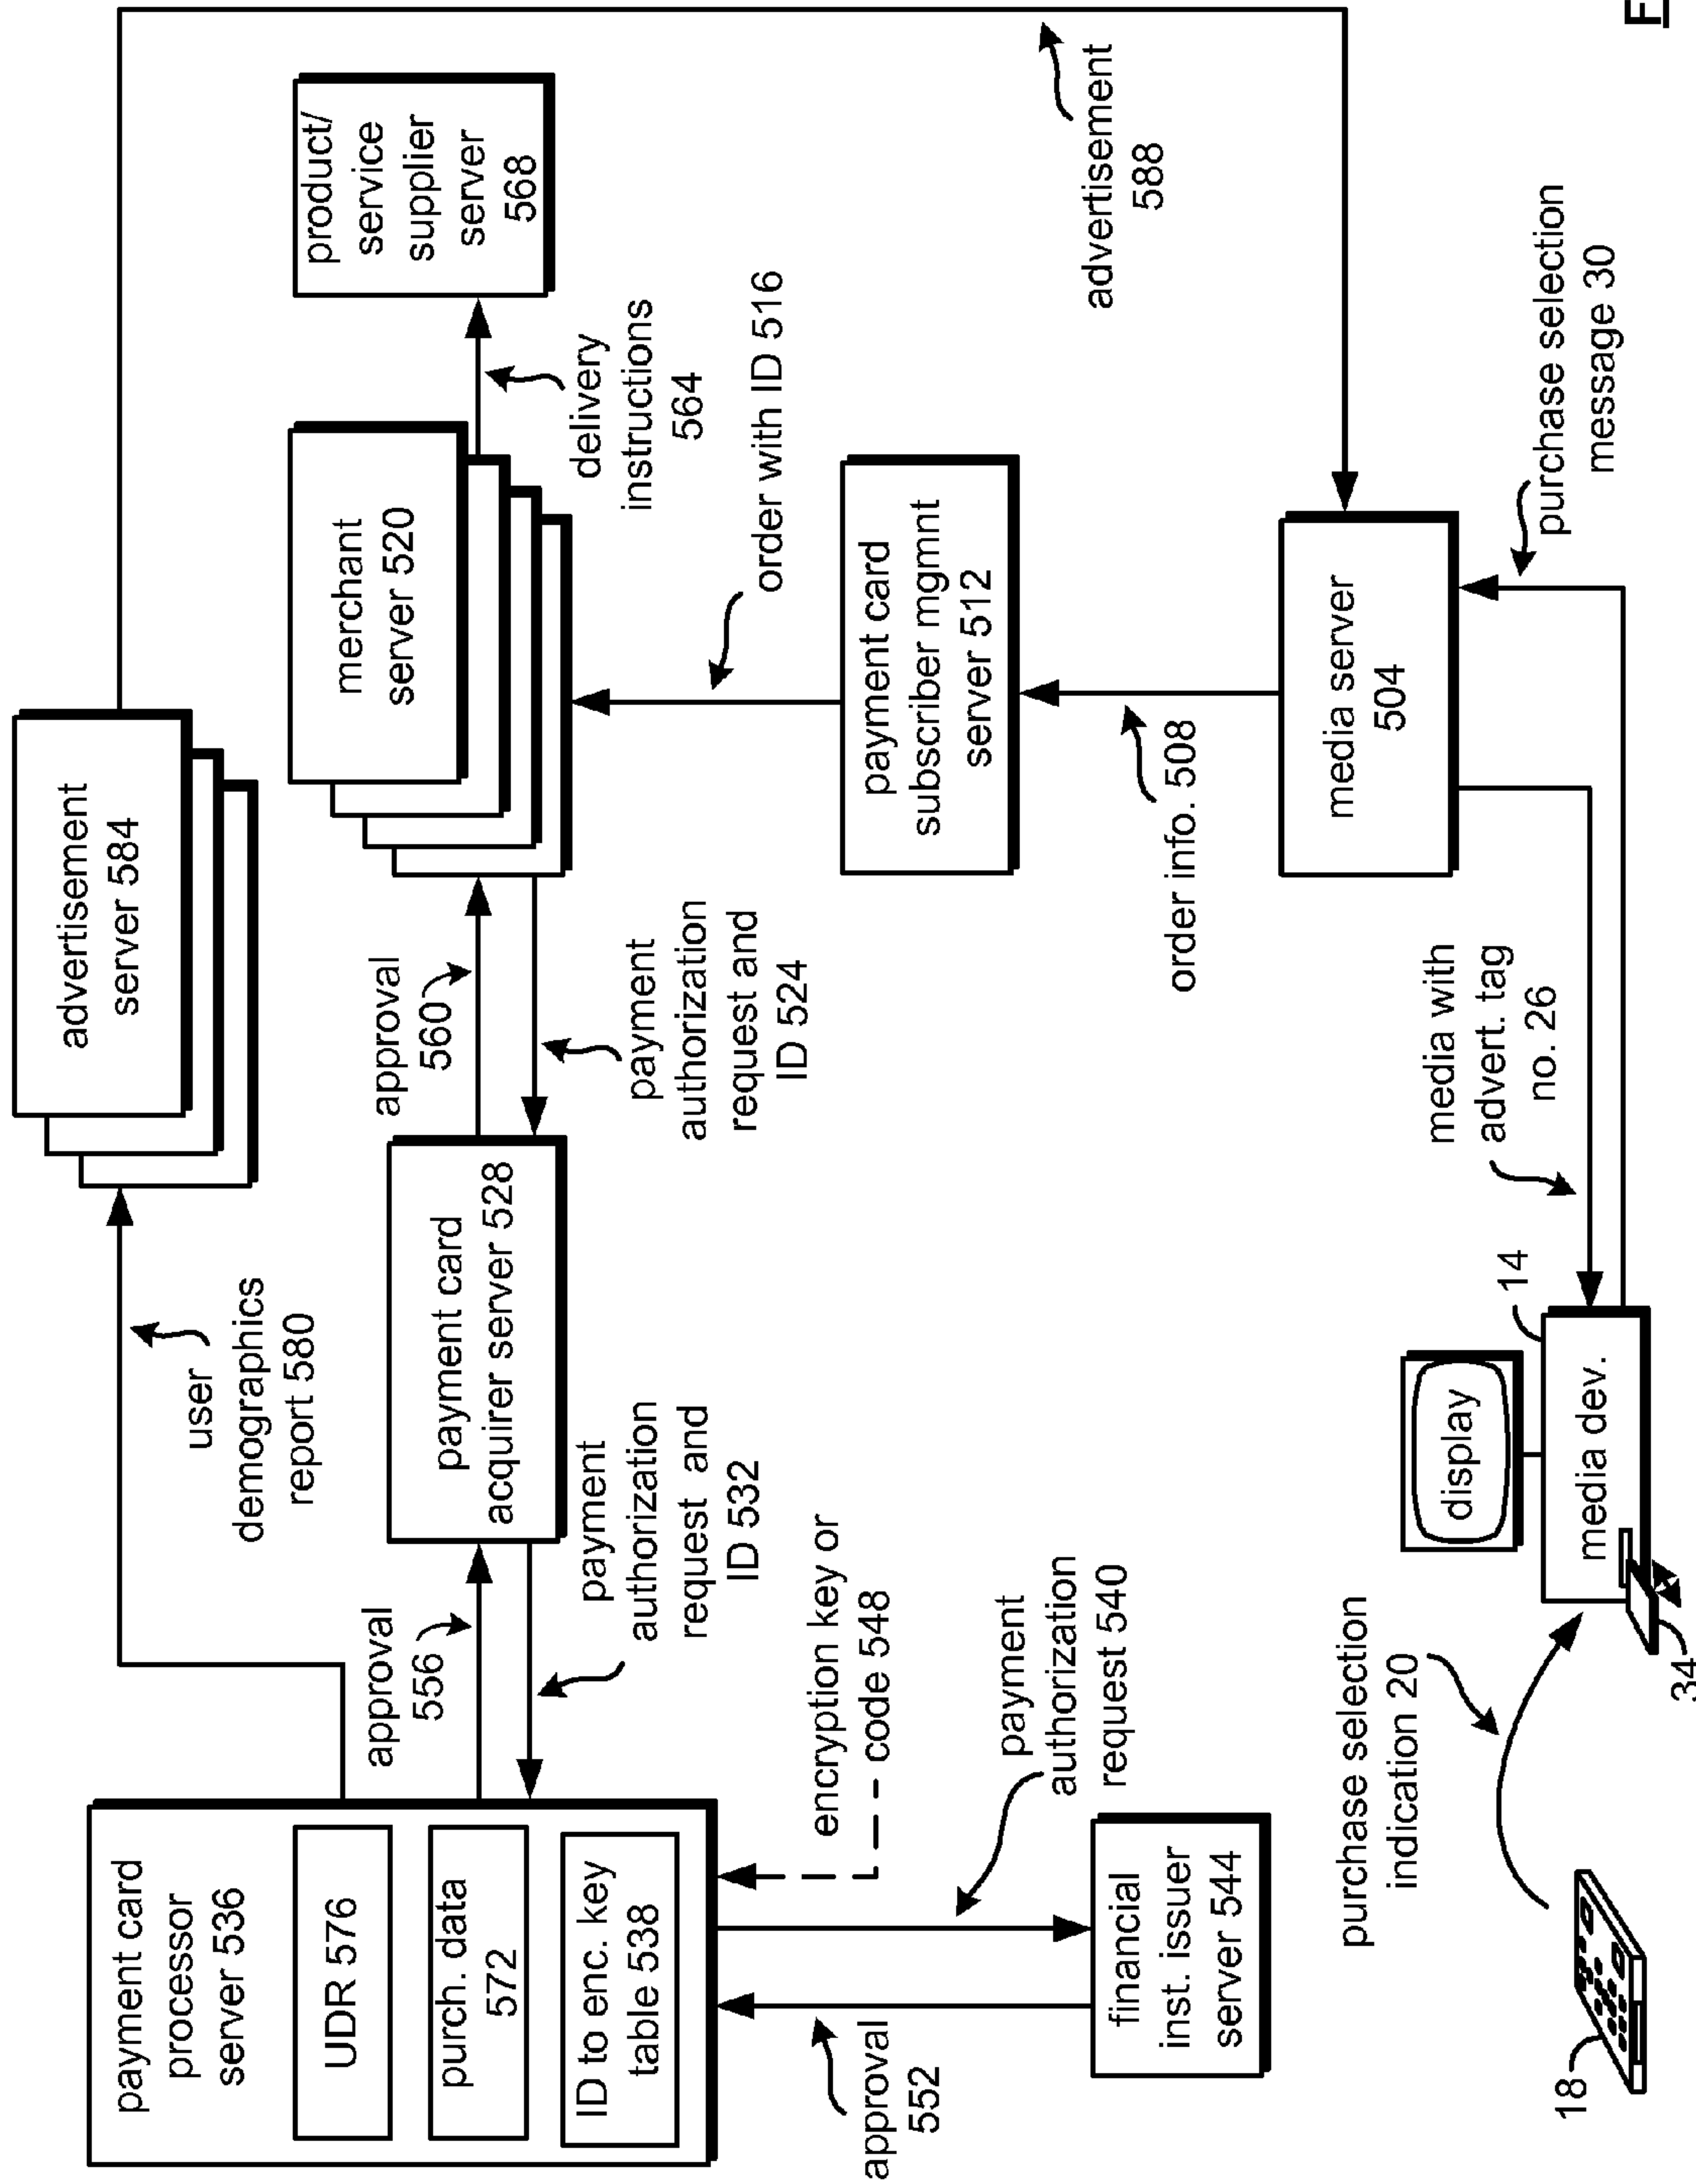 payment card
processor
server 536
UDR 576
purch. data
572
ID to enc. key
table 538
user
demographics
report 580
advertisement
server 584
approval
556
payment card
acquirer server 528
payment
authorization
request and
ID 532
approval
560
payment
authorization
request and
ID 524
merchant
server 520
product/
service
supplier
server
568
delivery
instructions
564
order with ID 516
encryption key or
code 548
approval
552
payment
authorization
request 540
financial
inst. issuer
server 544
payment card
subscriber mgmnt
server 512
order info. 508
advertisement
588
media server
504
purchase selection
indication 20
display
14
media with
advert. tag
no. 26
purchase selection
message 30
18
media dev.
34